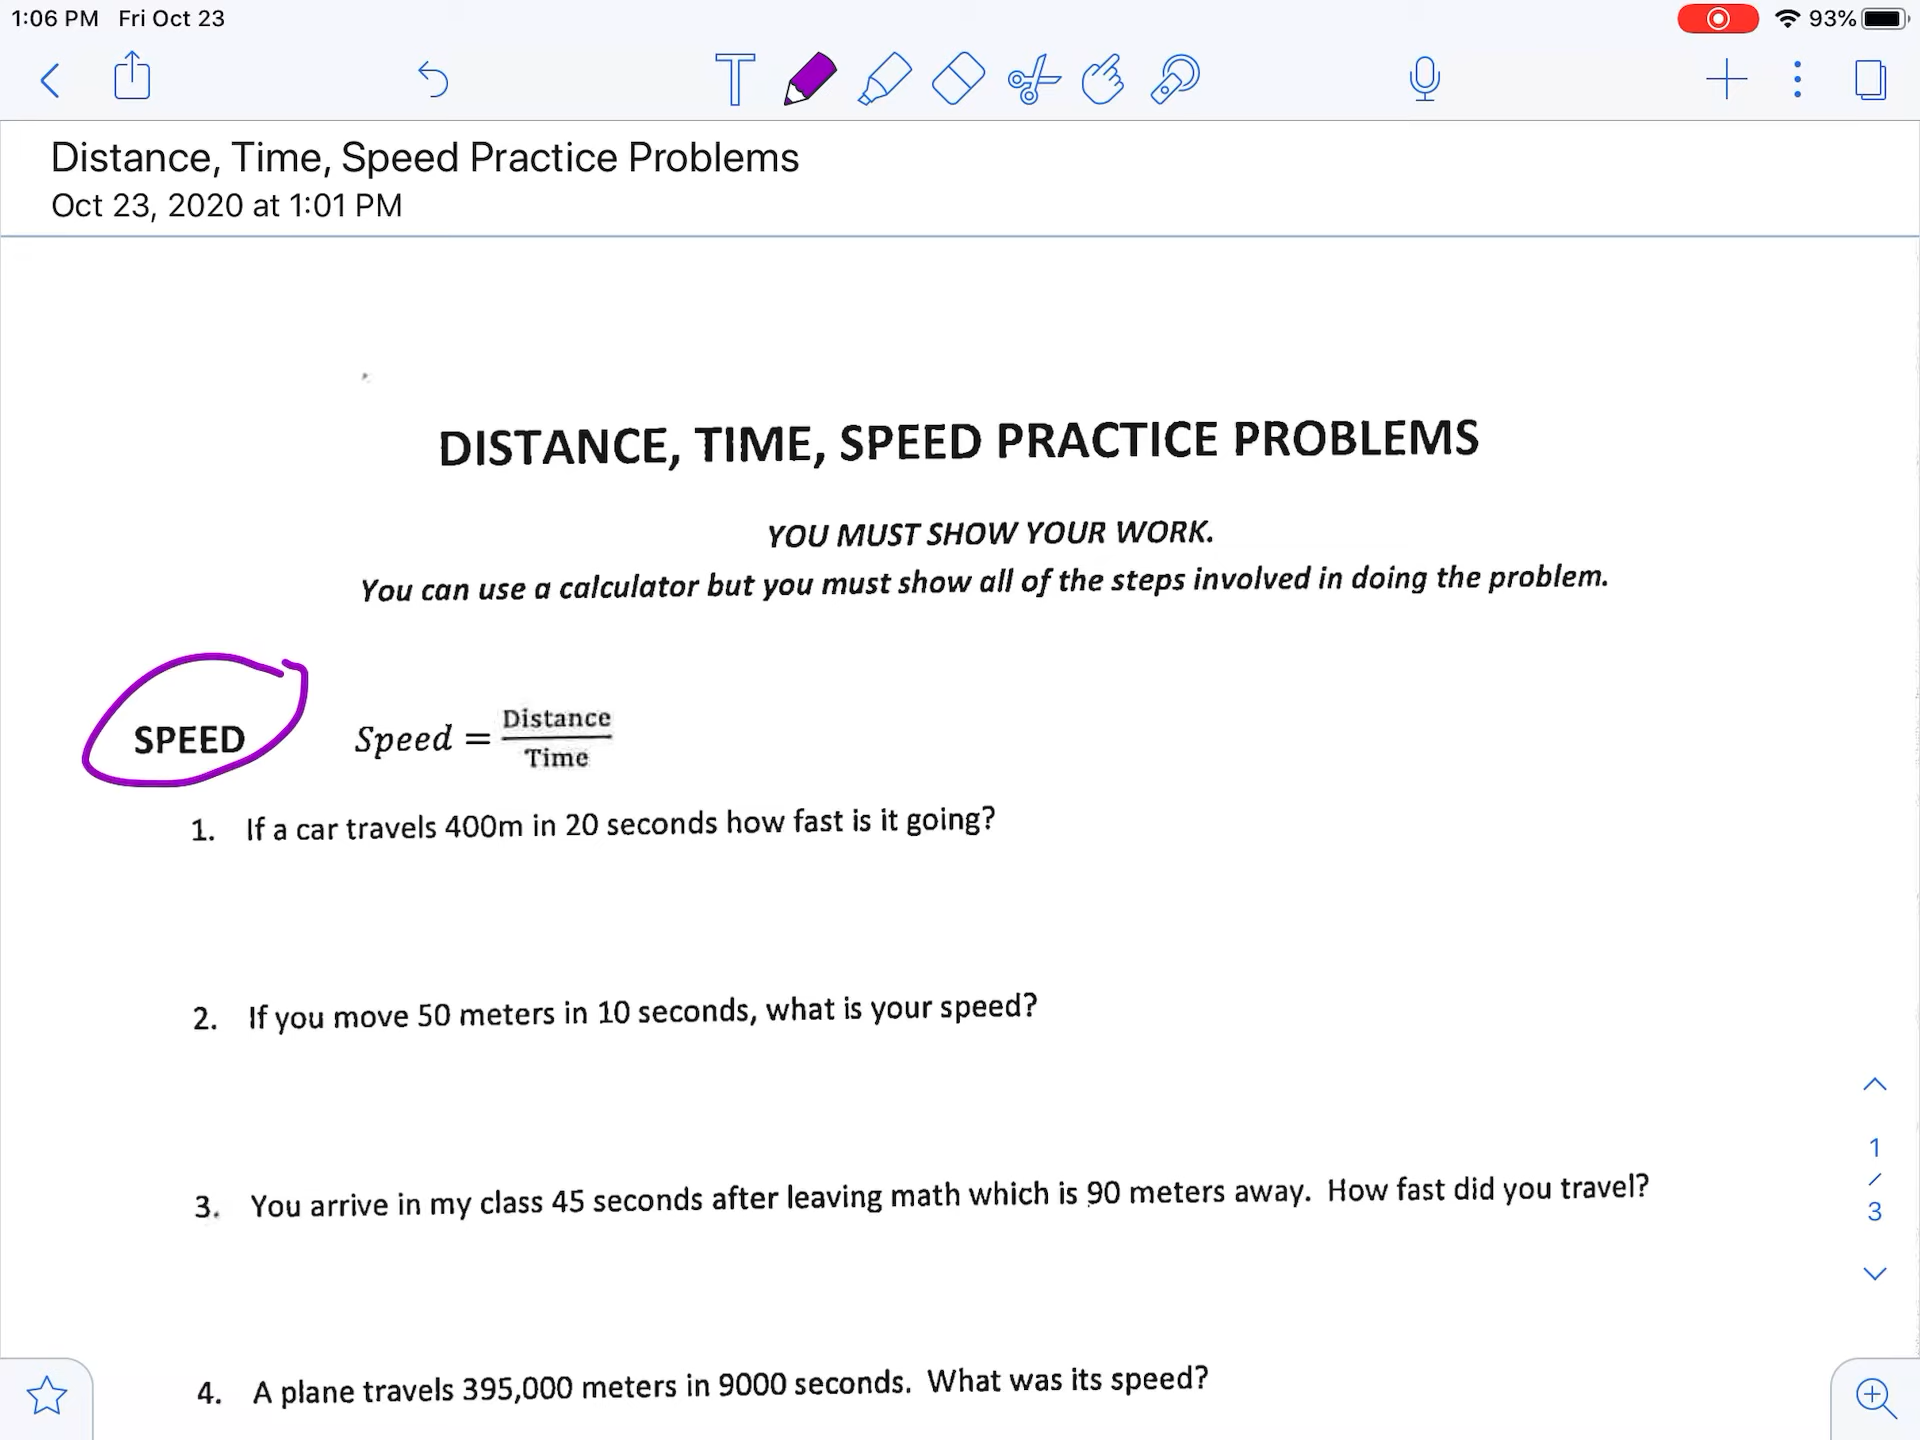 1:06 PM Fri Oct 23 93%
Distance, Time, Speed Practice Problems
Oct 23, 2020 at 1:01 PM
DISTANCE, TIME, SPEED PRACTICE PROBLEMS
YOU MUST SHOW YOUR WORK.
You can use a calculator but you must show all of the steps involved in doing the problem.
SPEED Speed = Distance
Time
1. If a car travels 400m in 20 seconds how fast is it going?
2. If you move 50 meters in 10 seconds, what is your speed?
3. You arrive in my class 45 seconds after leaving math which is 90 meters away. How fast did you travel?
4. A plane travels 395,000 meters in 9000 seconds. What was its speed?
1
/
3